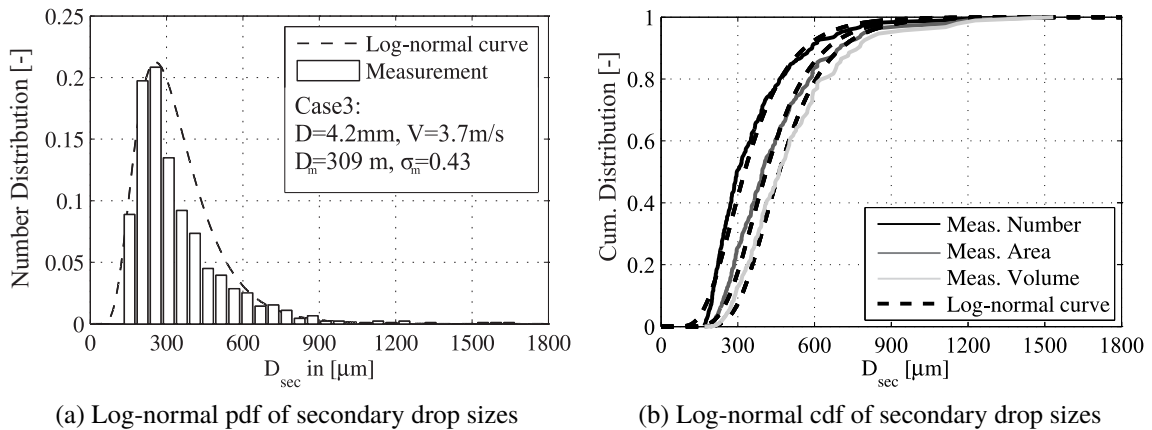 0.25
0.2
0.15
0.1
0.05
0
Number Distribution [-]
Log-normal curve
Measurement
Case3:
D=4.2mm, V=3.7m/s
Dm=309 m, σm=0.43
0 300 600 900 1200 1500 1800
Dsec in [μm]
(a) Log-normal pdf of secondary drop sizes
1
0.8
0.6
0.4
0.2
0
Cum. Distribution [-]
Meas. Number
Meas. Area
Meas. Volume
Log-normal curve
0 300 600 900 1200 1500 1800
Dsec [μm]
(b) Log-normal cdf of secondary drop sizes